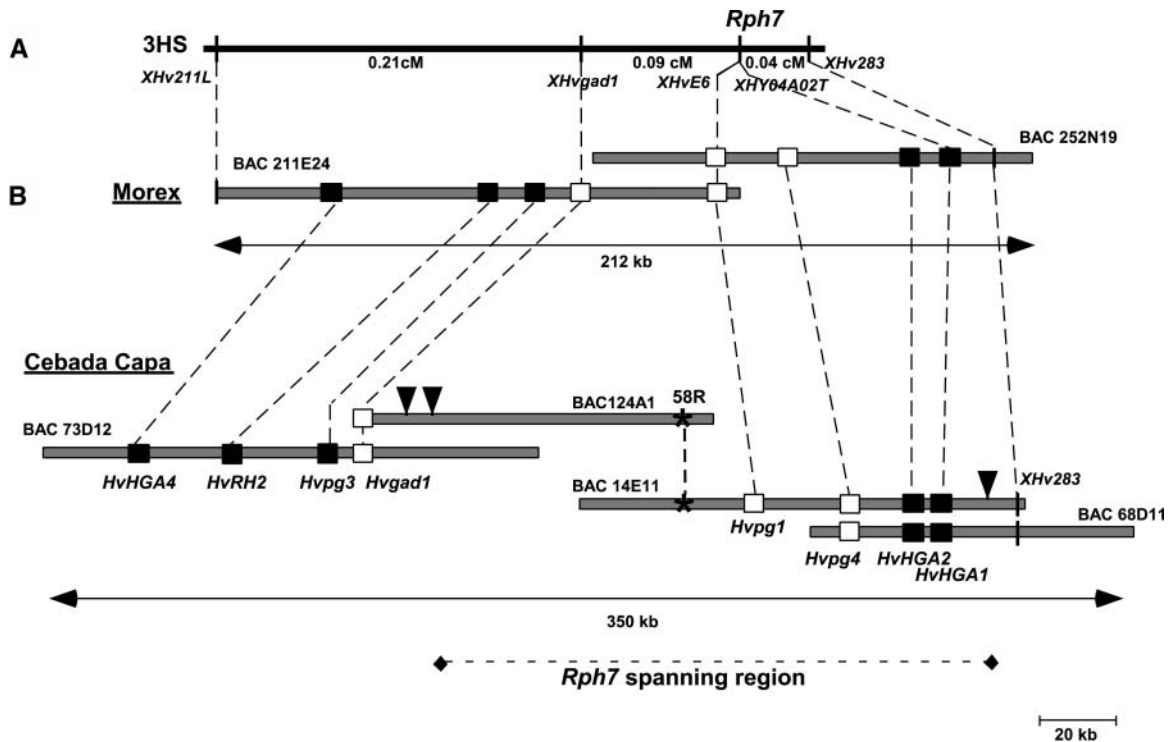 Rph7
A
3HS
0.21cM
0.09 cM
0.04 cM
XHv283
XHv211L
XHvgad1
XHvE6
XHY04A02T
BAC 252N19
BAC 211E24
B
Morex
212 kb
Cebada Capa
BAC124A1
58R
BAC 73D12
HvHGA4
HvRH2
Hvpg3
Hvgad1
BAC 14E11
XHv283
Hvpg1
BAC 68D11
Hvpg4
HvHGA2
HvHGA1
350 kb
Rph7 spanning region
20 kb